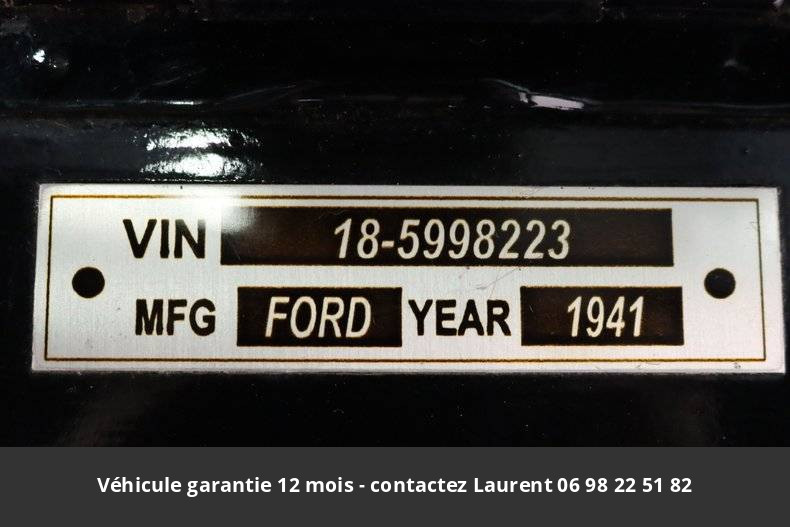 VIN 18-5998223
MFG FORD YEAR 1941
Véhicule garantie 12 mois - contactez Laurent 06 98 22 51 82